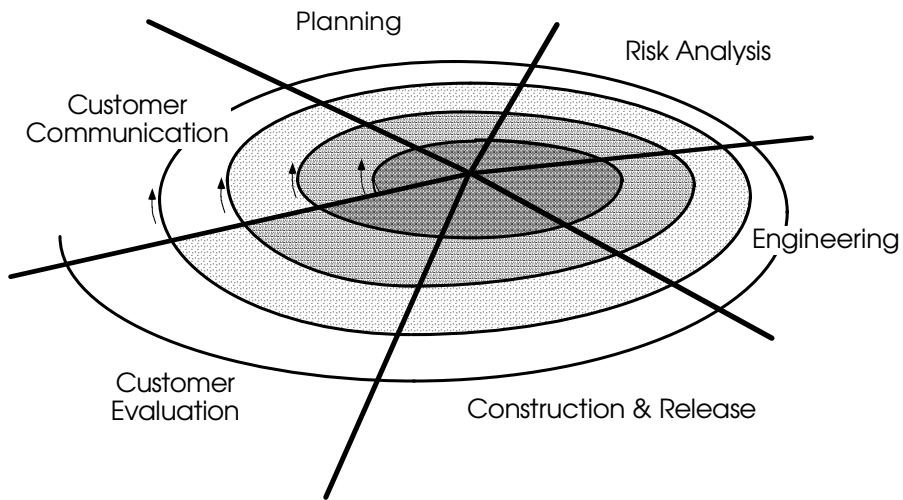 Planning
Risk Analysis
Customer
Communication
Engineering
Customer
Evaluation
Construction & Release